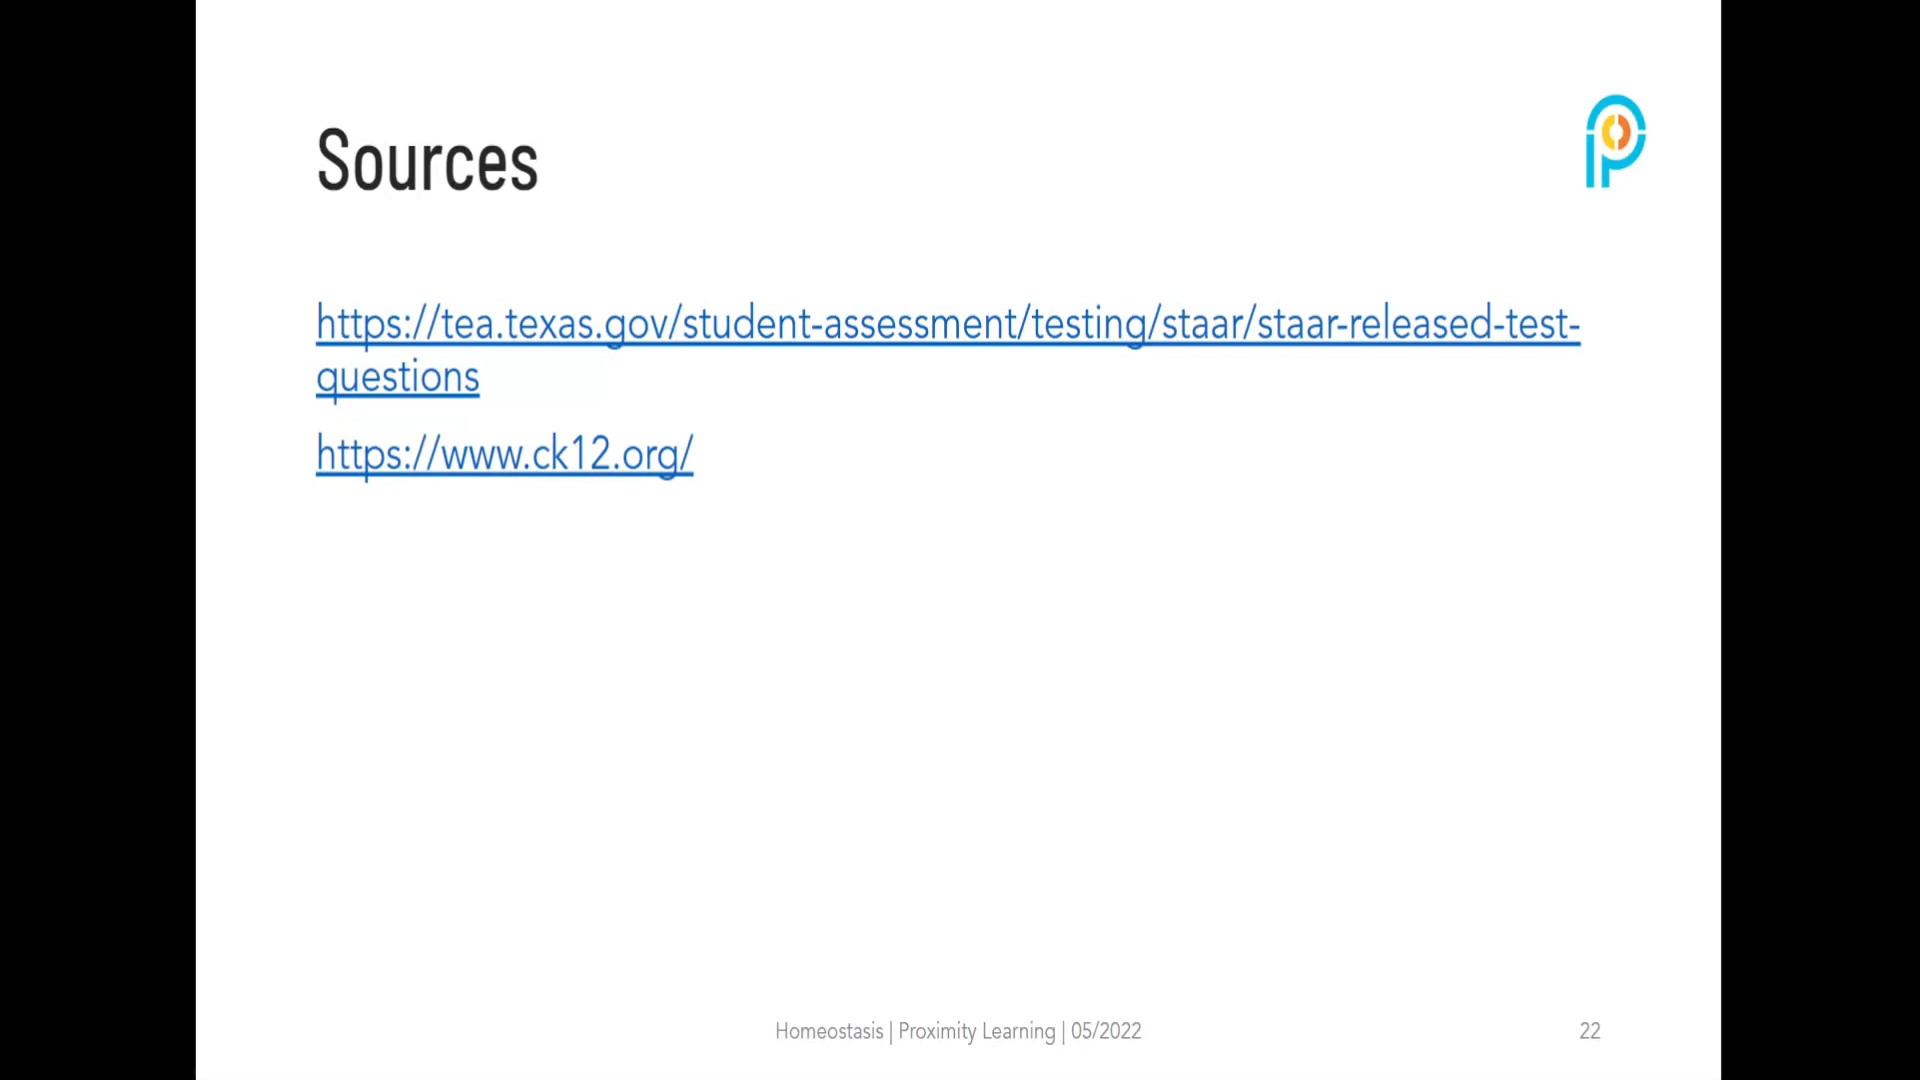 Sources
https://tea.texas.gov/student-assessment/testing/staar/staar-released-test-
questions
https://www.ck12.org/
Homeostasis | Proximity Learning | 05/2022
22